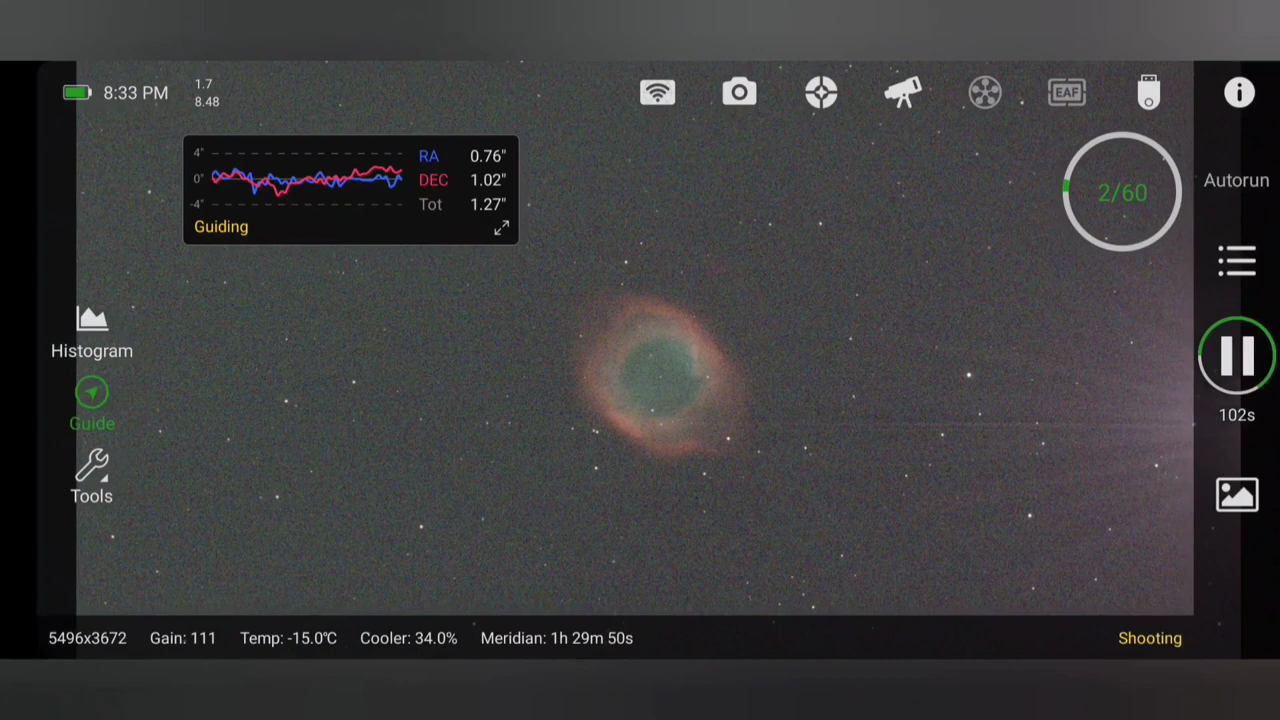 8:33 PM
1.7
8.48
EAF
4"
0"
-4"
RA 0.76"
DEC 1.02"
Tot 1.27"
Guiding
2/60
Autorun
Histogram
Guide
Tools
102s
5496x3672 Gain: 111 Temp: -15.0℃ Cooler: 34.0% Meridian: 1h 29m 50s Shooting